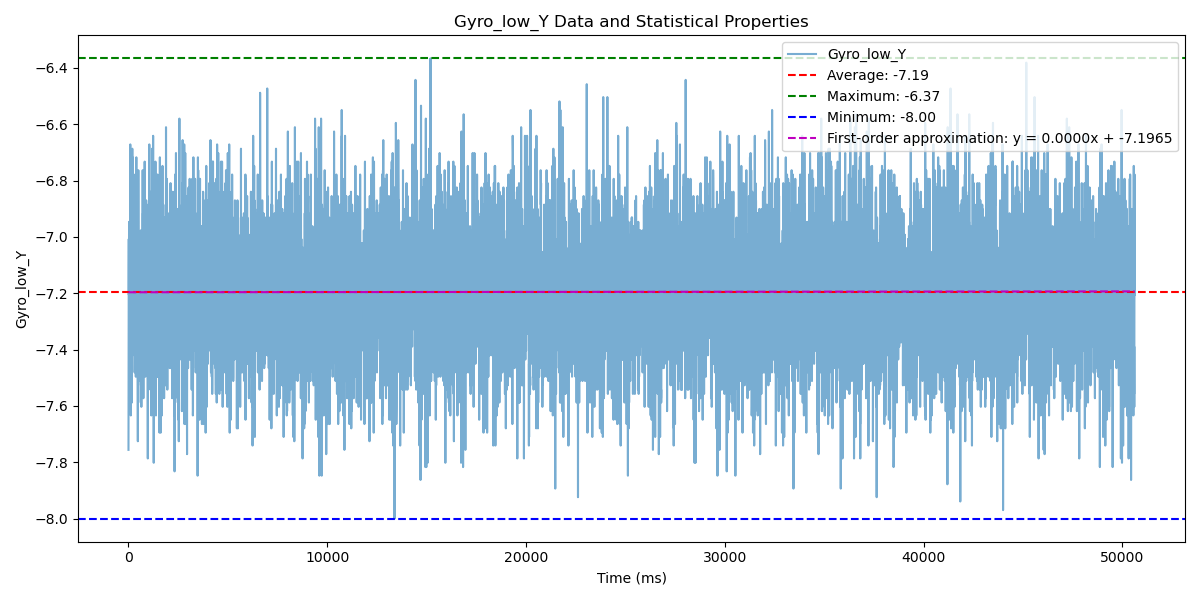 Gyro_low_Y Data and Statistical Properties
Gyro_low_Y
Average: -7.19
Maximum: -6.37
Minimum: -8.00
First-order approximation: y = 0.0000x + -7.1965
−6.4
−6.6
−6.8
−7.0
−7.2
−7.4
−7.6
−7.8
−8.0
Gyro_low_Y
0
10000
20000
30000
40000
50000
Time (ms)